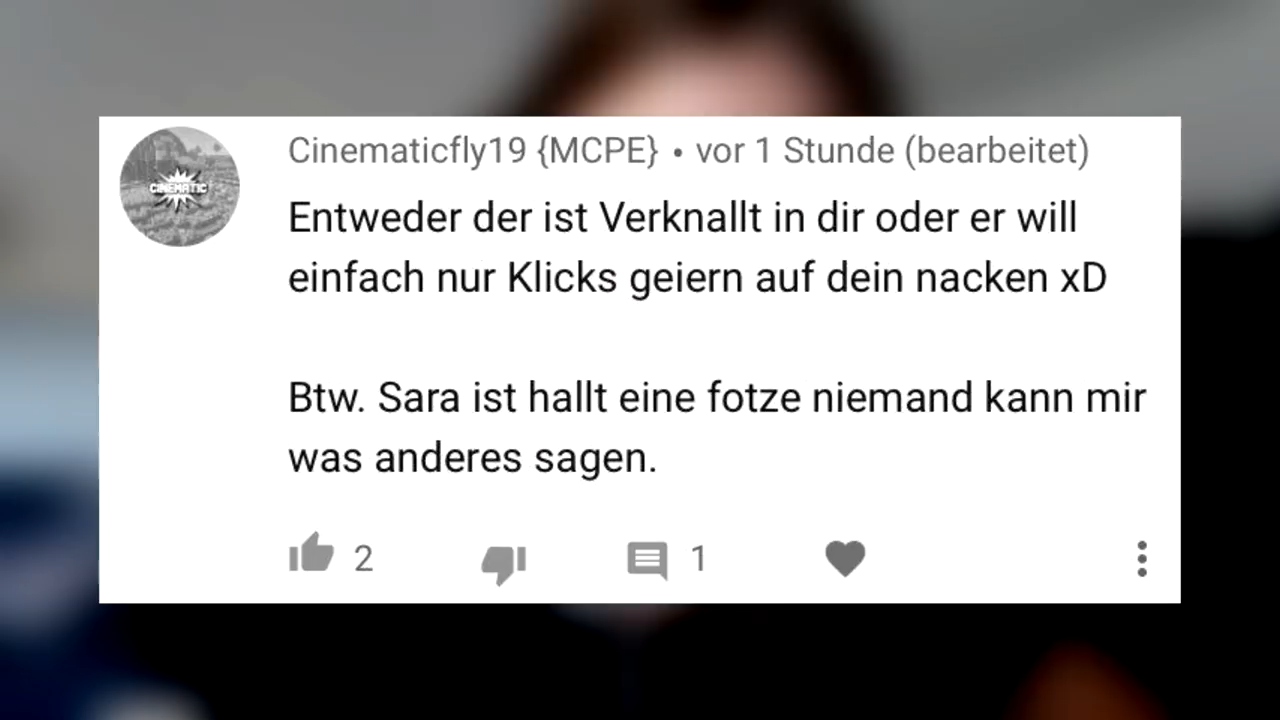 CINEMATIC
Cinematicfly19 {MCPE} • vor 1 Stunde (bearbeitet)
Entweder der ist Verknallt in dir oder er will
einfach nur Klicks geiern auf dein nacken xD
Btw. Sara ist hallt eine fotze niemand kann mir
was anderes sagen.
2
1